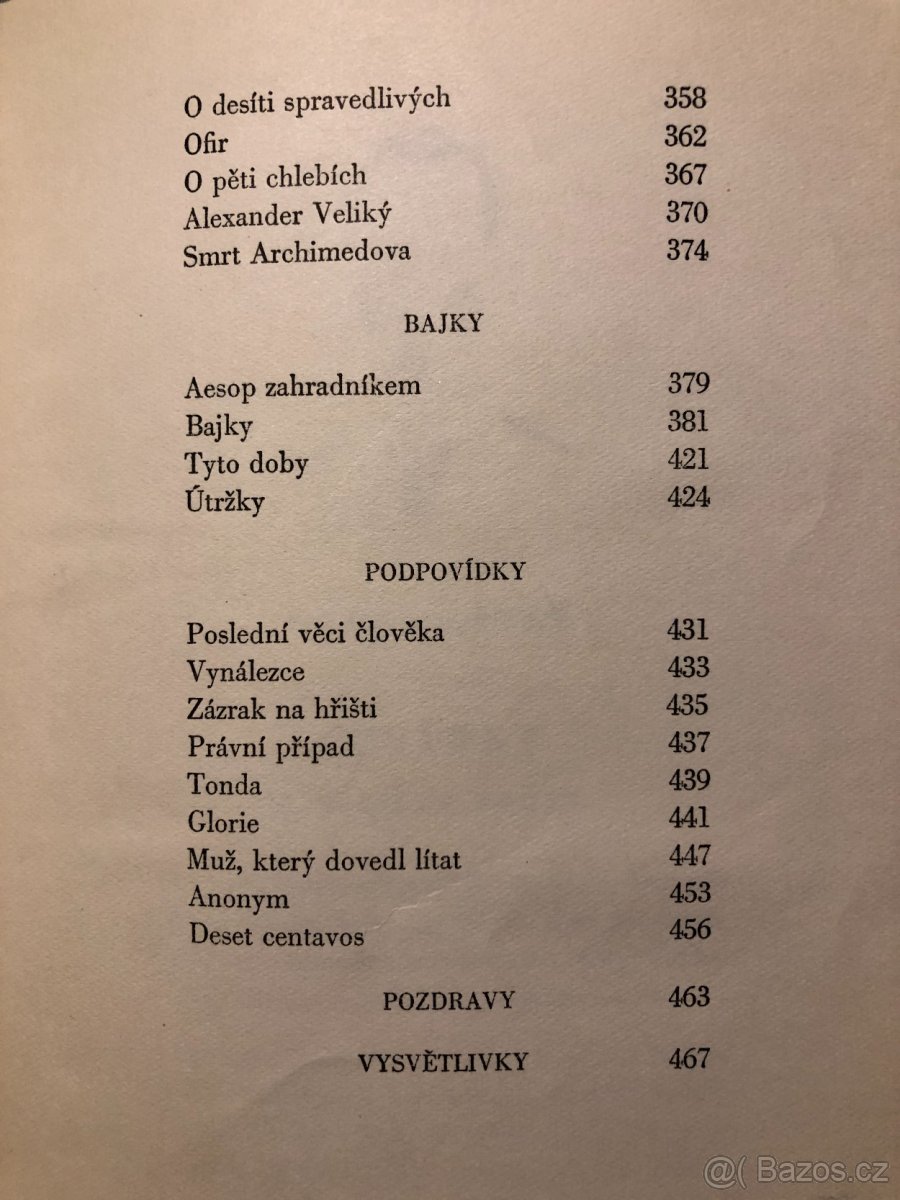 O desíti spravedlivých 358
Ofir 362
O pěti chlebích 367
Alexander Veliký 370
Smrt Archimedova 374
BAJKY
Aesop zahradníkem 379
Bajky 381
Tyto doby 421
Útržky 424
PODPOVÍDKY
Poslední věci člověka 431
Vynálezce 433
Zázrak na hřišti 435
Právní případ 437
Tonda 439
Glorie 441
Muž, který dovedl lítat 447
Anonym 453
Deset centavos 456
POZDRAVY 463
VYSVĚTLIVKY 467
@( Bazos.cz